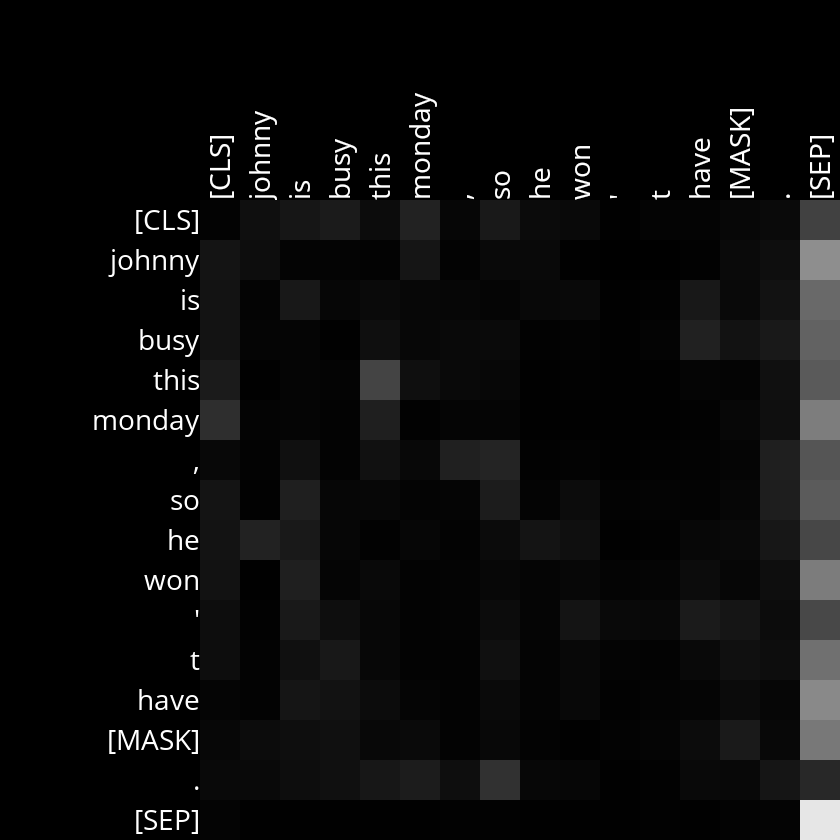 [CLS] johnny is busy this monday , so he won ' t have [MASK] . [SEP]
[CLS]
johnny
is
busy
this
monday
,
so
he
won
'
t
have
[MASK]
.
[SEP]